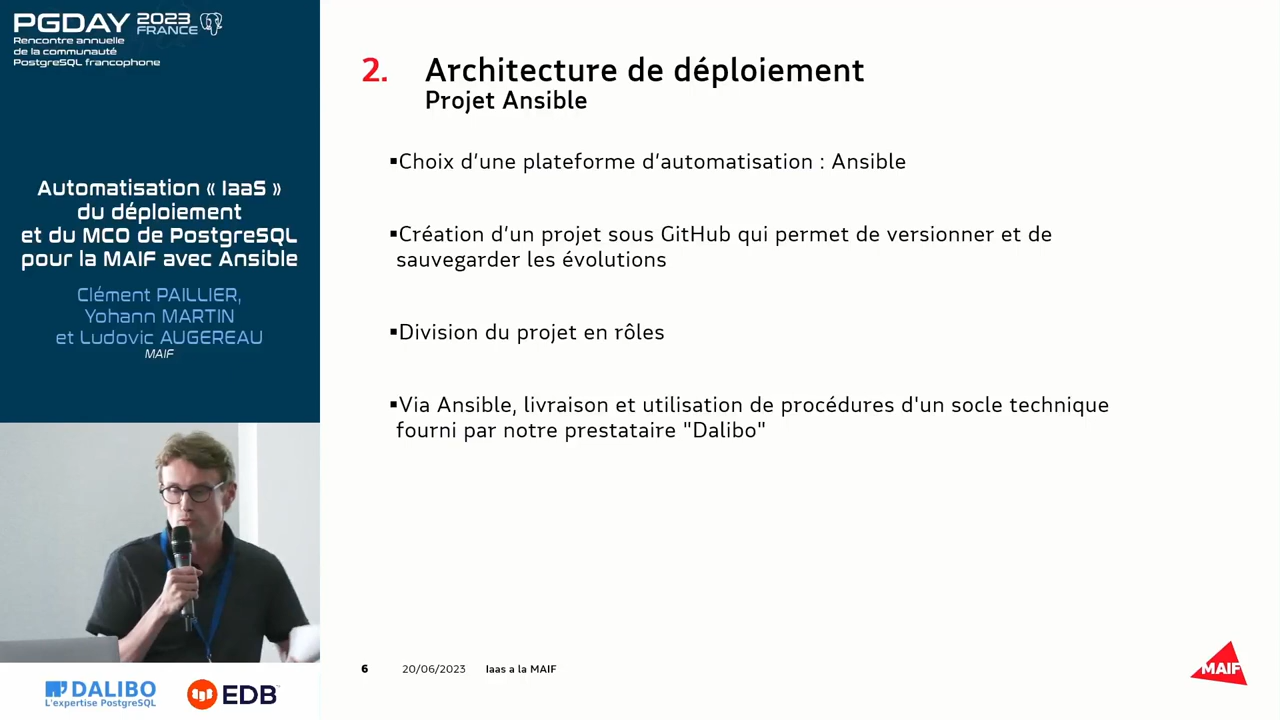 PGDAY 2023 FRANCE
Rencontre annuelle
de la communauté
PostgreSQL francophone
Automatisation « IaaS »
du déploiement
et du MCO de PostgreSQL
pour la MAIF avec Ansible
Clément PAILLIER,
Yohann MARTIN
et Ludovic AUGEREAU
MAIF
DALIBO
L'expertise PostgreSQL
EDB
2. Architecture de déploiement
Projet Ansible
▪Choix d’une plateforme d’automatisation : Ansible
▪Création d’un projet sous GitHub qui permet de versionner et de
sauvegarder les évolutions
▪Division du projet en rôles
▪Via Ansible, livraison et utilisation de procédures d'un socle technique
fourni par notre prestataire "Dalibo"
6 20/06/2023 Iaas a la MAIF
MAIF